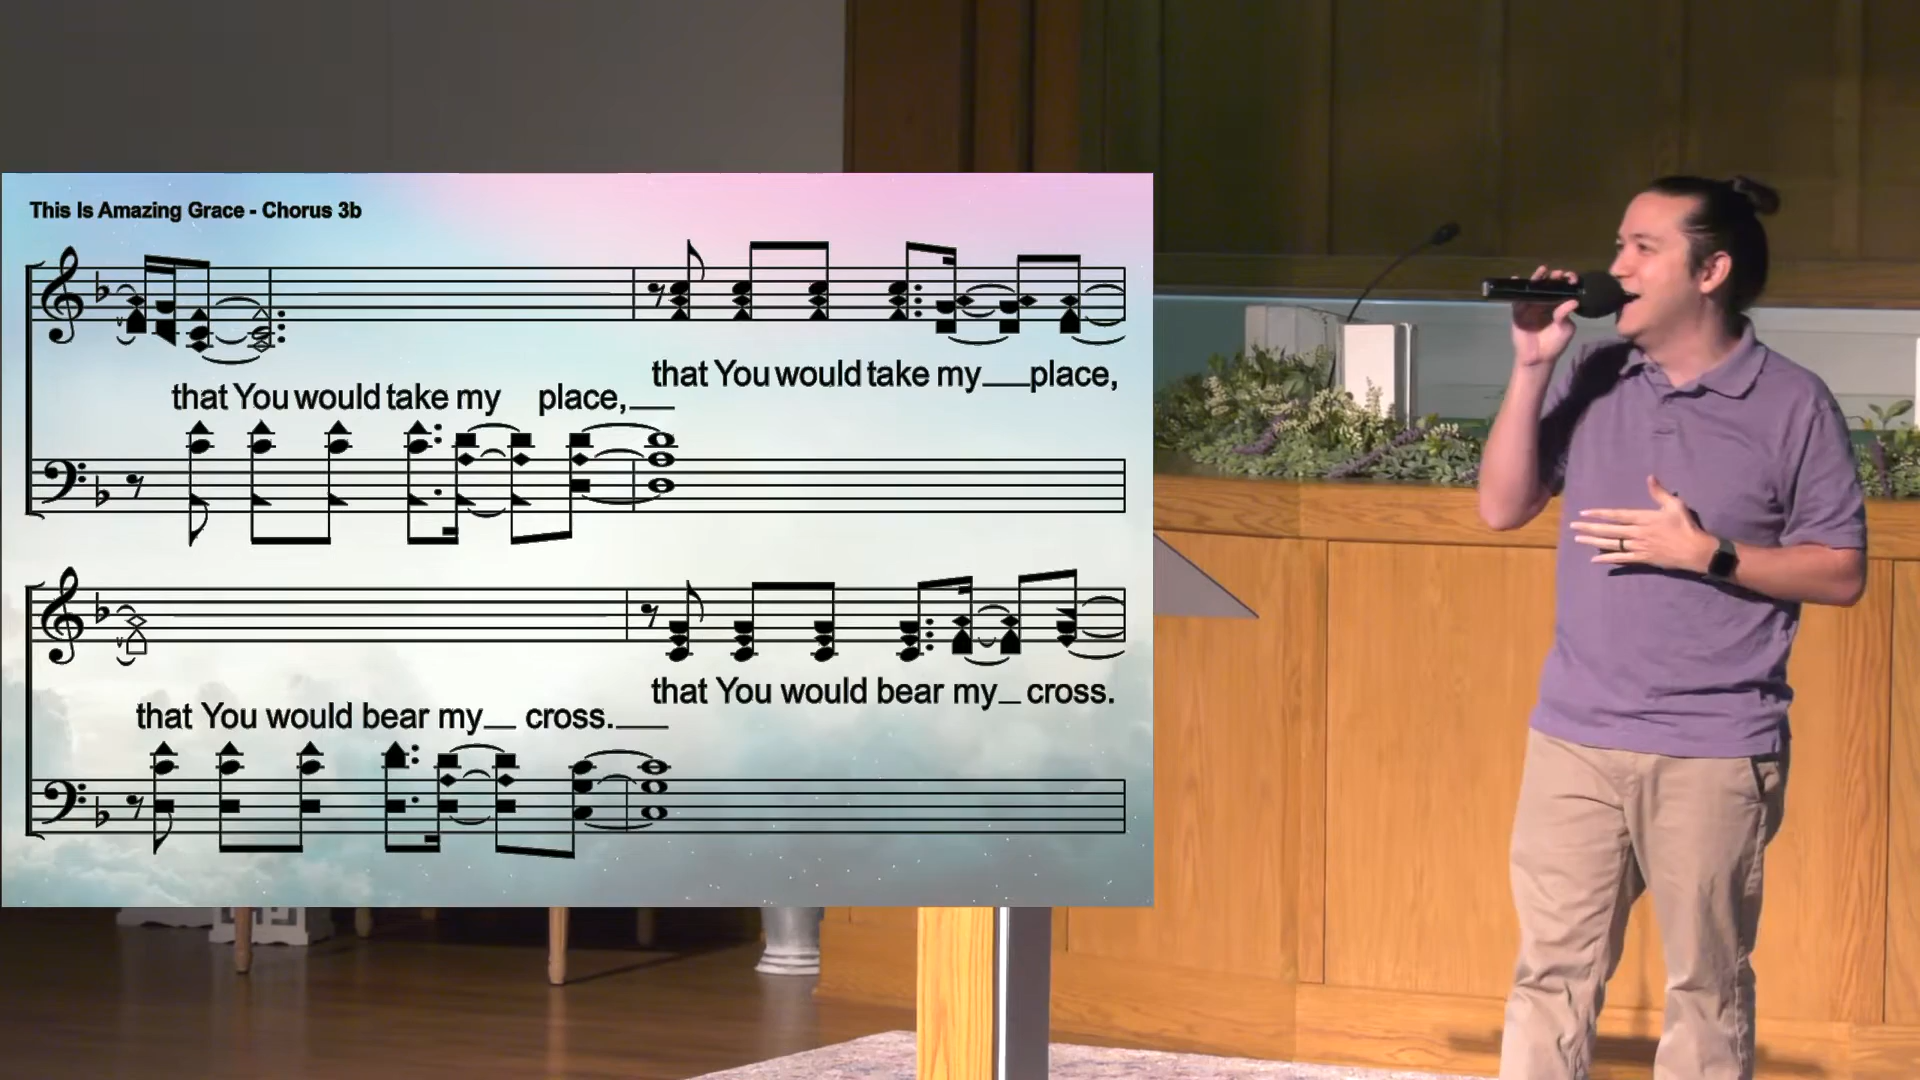 This Is Amazing Grace - Chorus 3b
that You would take my place,
that You would take my place,
that You would bear my cross.
that You would bear my cross.